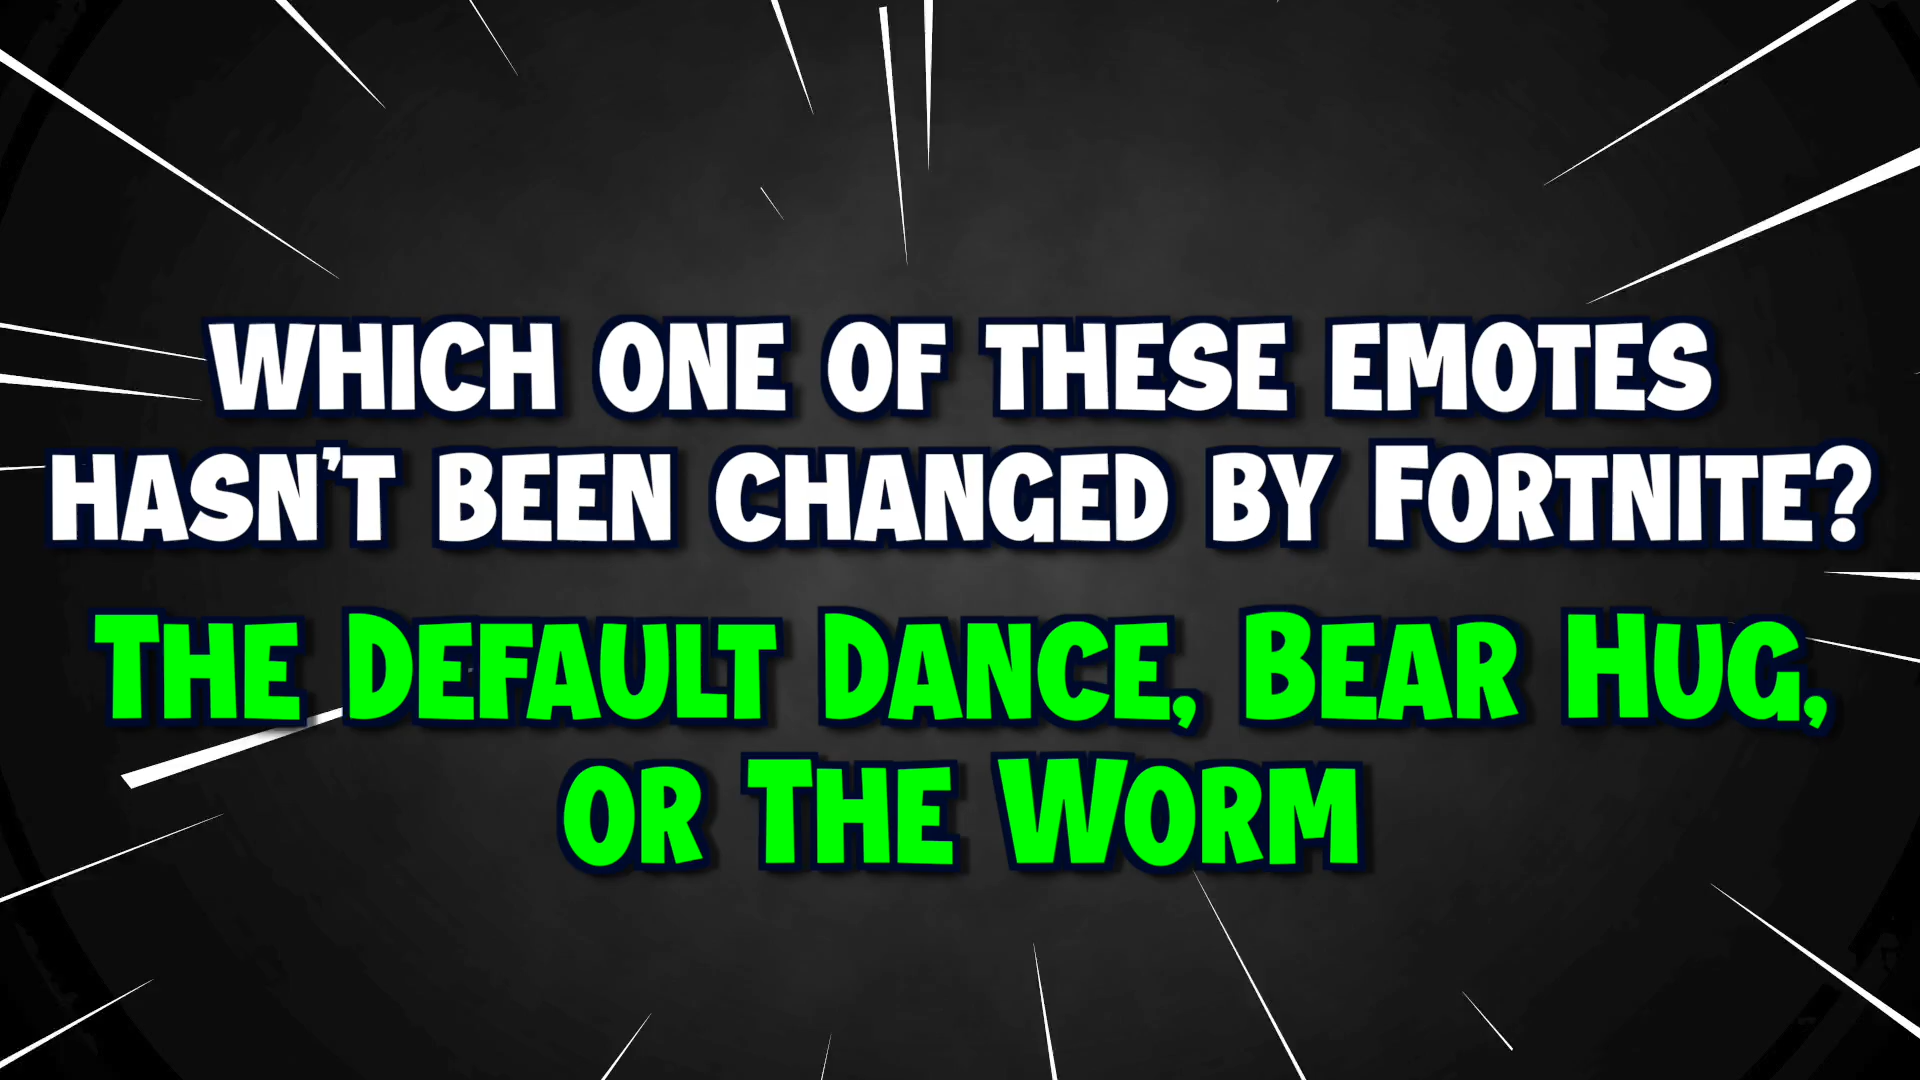 WHICH ONE OF THESE EMOTES
HASN'T BEEN CHANGED BY FORTNITE?
THE DEFAULT DANCE, BEAR HUG,
OR THE WORM